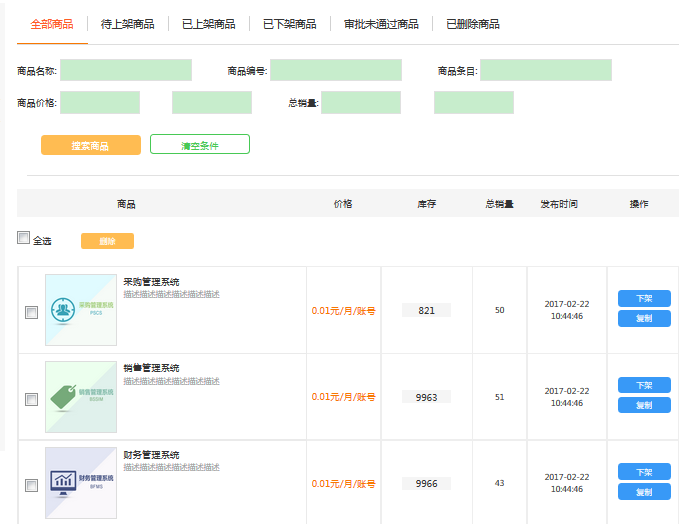 全部商品 待上架商品 已上架商品 已下架商品 审批未通过商品 已删除商品
商品名称: 商品编号: 商品条目:
商品价格: 总销量:
搜索商品 清空条件
商品 价格 库存 总销量 发布时间 操作
全选 删除
采购管理系统
描述描述描述描述描述描述
采购管理系统
PSCS
0.01元/月/账号 821 50
2017-02-22
10:44:46
下架
复制
销售管理系统
描述描述描述描述描述描述
销售管理系统
0.01元/月/账号 9963 51
2017-02-22
10:44:46
下架
复制
财务管理系统
描述描述描述描述描述描述
财务管理系统
BFMS
0.01元/月/账号 9966 43
2017-02-22
10:44:46
下架
复制